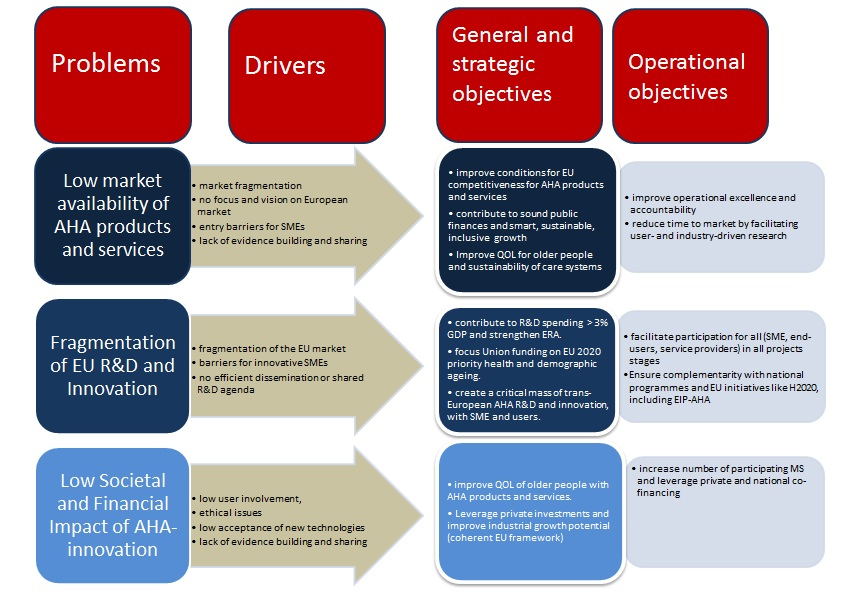 Problems
Drivers
General and
strategic
objectives
Operational
objectives
Low market
availability of
AHA products
and services
• market fragmentation
• no focus and vision on European
market
• entry barriers for SMEs
• lack of evidence building and sharing
• improve conditions for EU
competitiveness for AHA products
and services
• contribute to sound public
finances and smart, sustainable,
inclusive growth
• Improve QOL for older people
and sustainability of care systems
• improve operational excellence and
accountability
• reduce time to market by facilitating
user- and industry-driven research
Fragmentation
of EU R&D and
Innovation
• fragmentation of the EU market
• barriers for innovative SMEs
• no efficient dissemination or shared
R&D agenda
• contribute to R&D spending >3%
GDP and strengthen ERA.
• focus Union funding on EU 2020
priority health and demographic
ageing.
• create a critical mass of trans-
European AHA R&D and innovation,
with SME and users.
• facilitate participation for all (SME, end-
users, service providers) in all projects
stages
•Ensure complementarity with national
programmes and EU initiatives like H2020,
including EIP-AHA
Low Societal
and Financial
Impact of AHA-
innovation
• low user involvement,
• ethical issues
• low acceptance of new technologies
• lack of evidence building and sharing
• improve QOL of older people with
AHA products and services.
• Leverage private investments and
improve industrial growth potential
(coherent EU framework)
• increase number of participating MS
and leverage private and national co-
financing